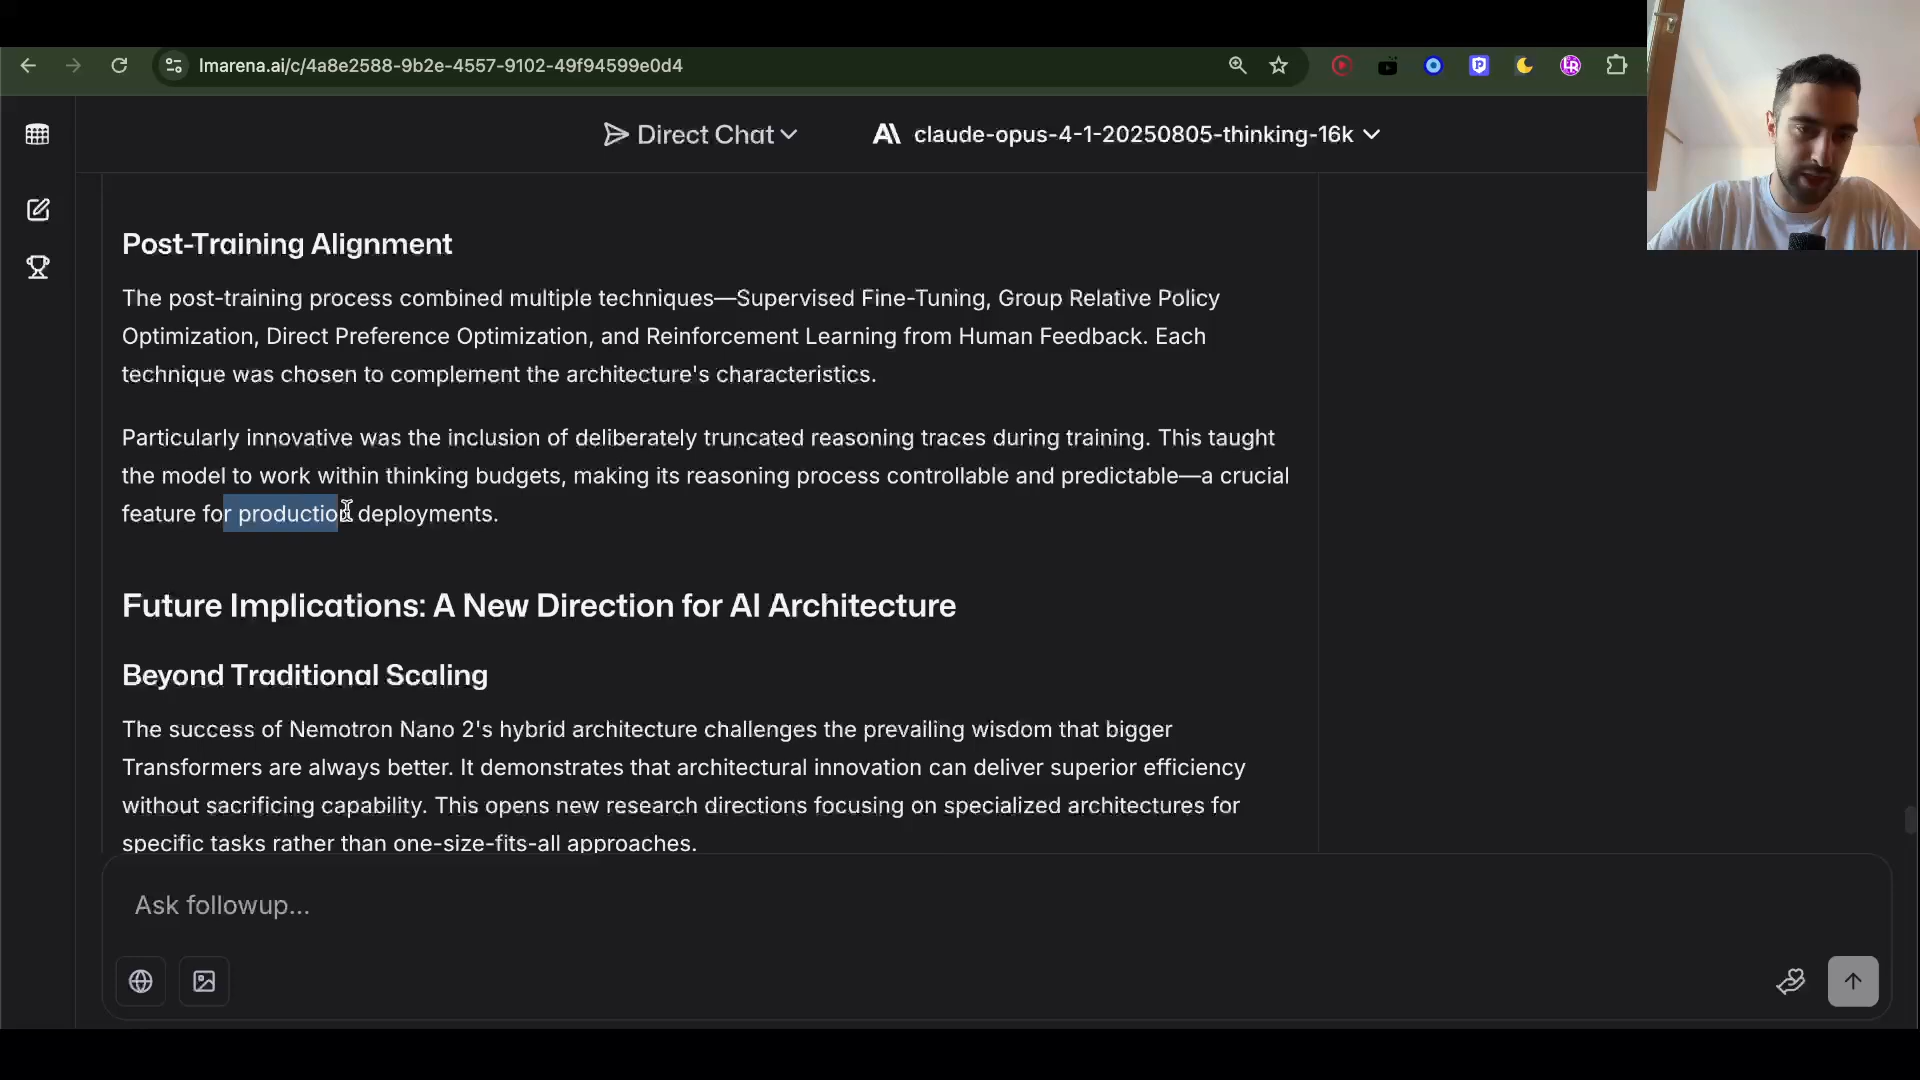 lmarena.ai/c/4a8e2588-9b2e-4557-9102-49f94599e0d4
Direct Chat
claude-opus-4-1-20250805-thinking-16k
Post-Training Alignment
The post-training process combined multiple techniques—Supervised Fine-Tuning, Group Relative Policy
Optimization, Direct Preference Optimization, and Reinforcement Learning from Human Feedback. Each
technique was chosen to complement the architecture's characteristics.
Particularly innovative was the inclusion of deliberately truncated reasoning traces during training. This taught
the model to work within thinking budgets, making its reasoning process controllable and predictable—a crucial
feature for production deployments.
Future Implications: A New Direction for AI Architecture
Beyond Traditional Scaling
The success of Nemotron Nano 2's hybrid architecture challenges the prevailing wisdom that bigger
Transformers are always better. It demonstrates that architectural innovation can deliver superior efficiency
without sacrificing capability. This opens new research directions focusing on specialized architectures for
specific tasks rather than one-size-fits-all approaches.
Ask followup...